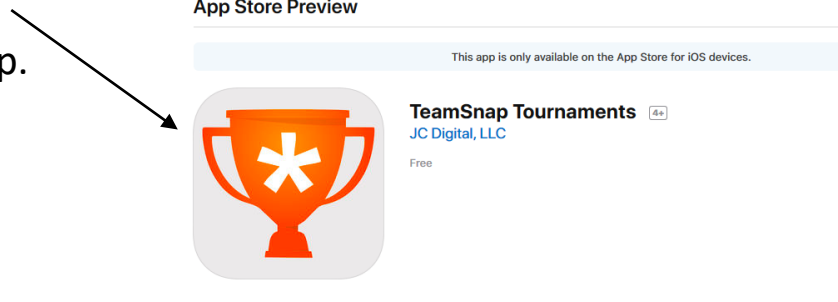 App Store Preview
p.
This app is only available on the App Store for iOS devices.
TeamSnap Tournaments 4+
JC Digital, LLC
Free